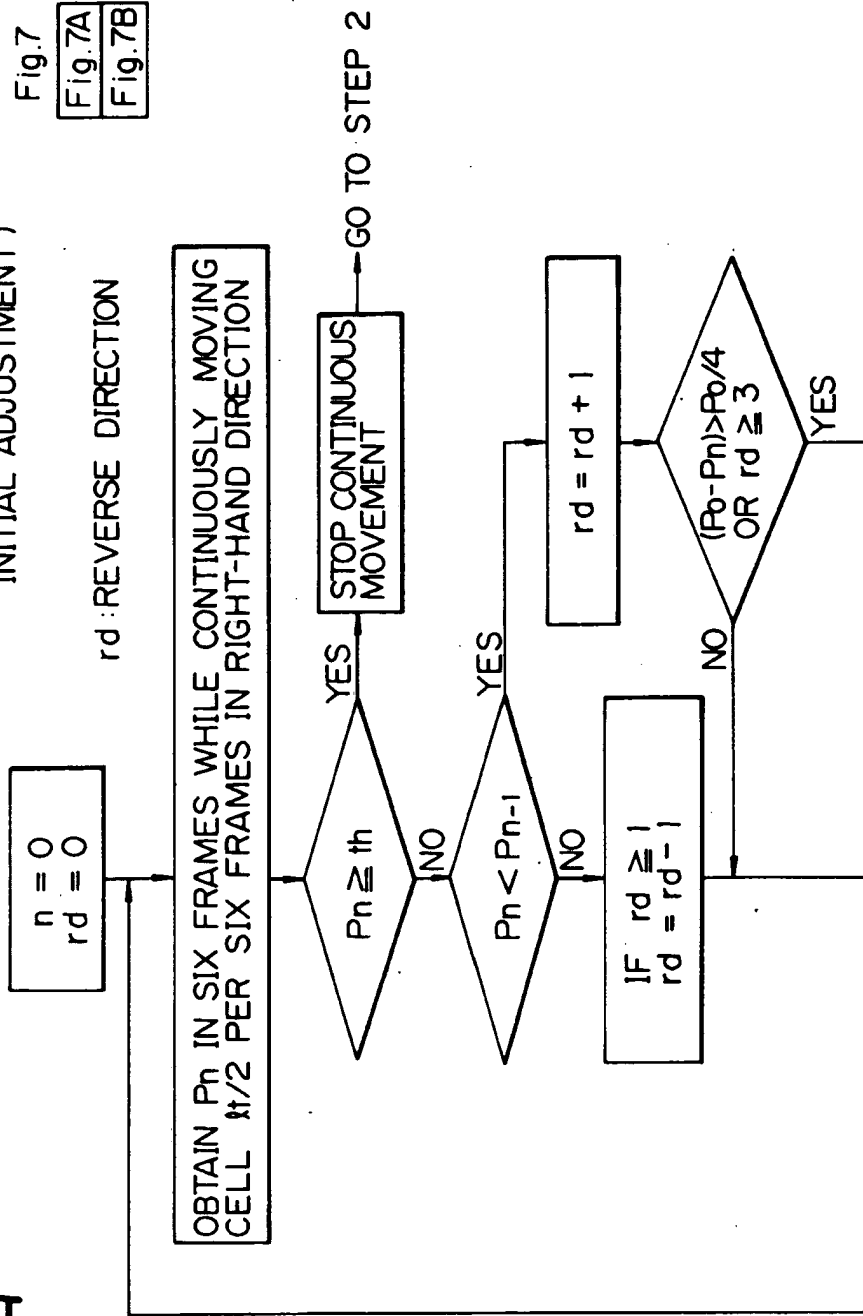 INITIAL ADJUSTMENT)
Fig.7
Fig.7A
Fig.7B
rd : REVERSE DIRECTION
n = 0
rd = 0
OBTAIN Pn IN SIX FRAMES WHILE CONTINUOUSLY MOVING
CELL ℓt/2 PER SIX FRAMES IN RIGHT-HAND DIRECTION
Pn ≧ th
YES
STOP CONTINUOUS
MOVEMENT
GO TO STEP 2
NO
Pn < Pn-1
YES
NO
rd = rd + 1
IF rd ≧ 1
rd = rd - 1
(Po-Pn)>Po/4
OR rd ≧ 3
NO
YES